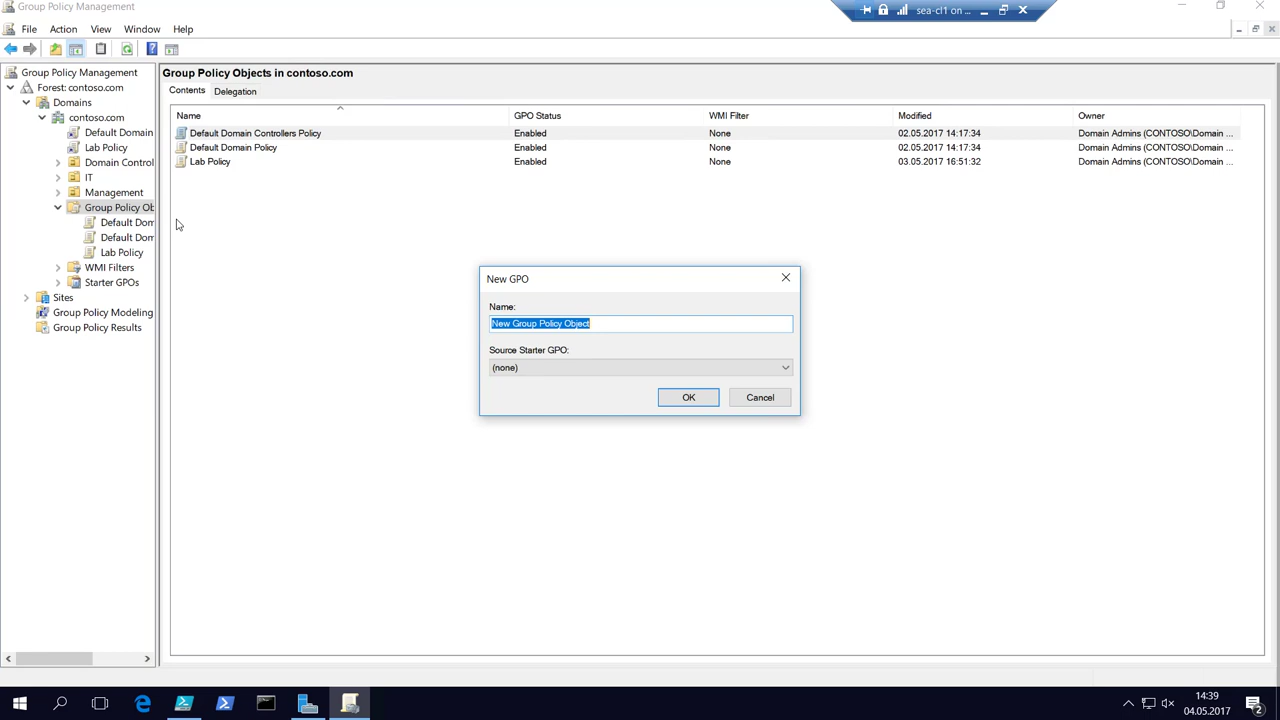 Group Policy Management
sea-cl1 on ...
File Action View Window Help
Group Policy Management
Forest: contoso.com
Domains
contoso.com
Default Domain
Lab Policy
Domain Control
IT
Management
Group Policy Ob
Default Dom
Default Dom
Lab Policy
WMI Filters
Starter GPOs
Sites
Group Policy Modeling
Group Policy Results
Group Policy Objects in contoso.com
Contents Delegation
Name GPO Status WMI Filter Modified Owner
Default Domain Controllers Policy Enabled None 02.05.2017 14:17:34 Domain Admins (CONTOSO\Domain ...
Default Domain Policy Enabled None 02.05.2017 14:17:34 Domain Admins (CONTOSO\Domain ...
Lab Policy Enabled None 03.05.2017 16:51:32 Domain Admins (CONTOSO\Domain ...
New GPO
Name:
New Group Policy Object
Source Starter GPO:
(none)
OK Cancel
14:39
04.05.2017
2